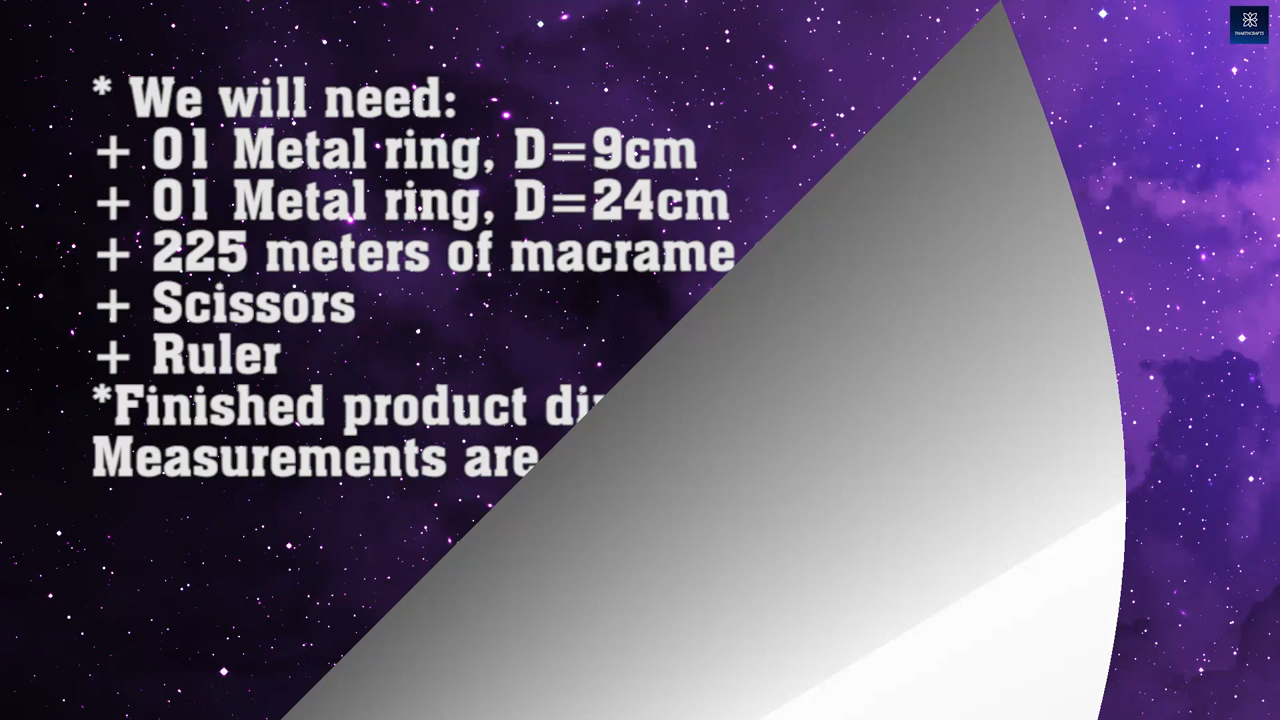 * We will need:
+ 01 Metal ring, D=9cm
+ 01 Metal ring, D=24cm
+ 225 meters of macrame
+ Scissors
+ Ruler
*Finished product
Measurements are